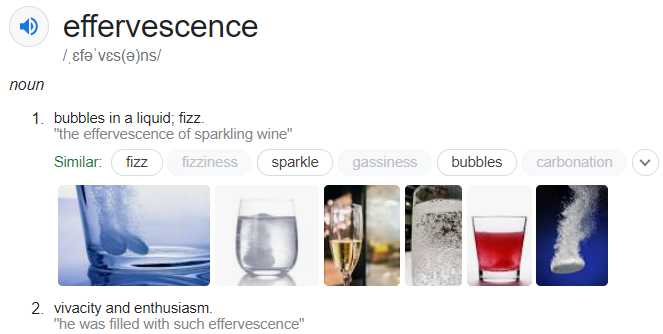 effervescence
/ˌɛfəˈvɛs(ə)ns/
noun
1. bubbles in a liquid; fizz.
"the effervescence of sparkling wine"
Similar: fizz fizziness sparkle gassiness bubbles carbonation
2. vivacity and enthusiasm.
"he was filled with such effervescence"